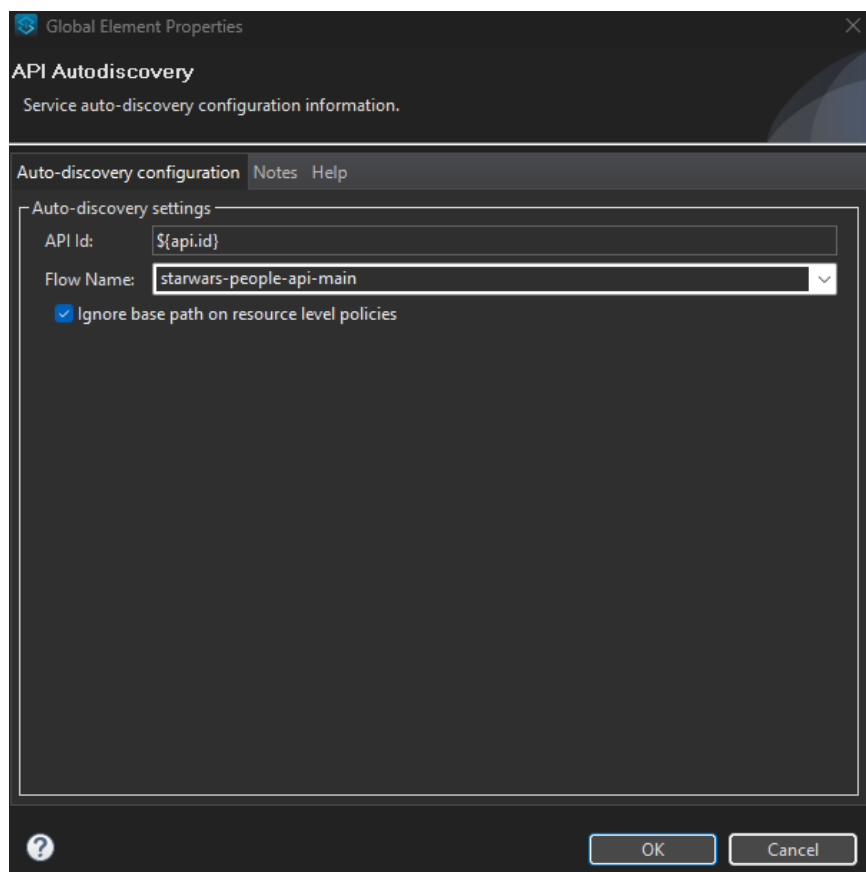 Global Element Properties
API Autodiscovery
Service auto-discovery configuration information.
Auto-discovery configuration Notes Help
Auto-discovery settings
API Id: ${api.id}
Flow Name: starwars-people-api-main
Ignore base path on resource level policies
? OK Cancel